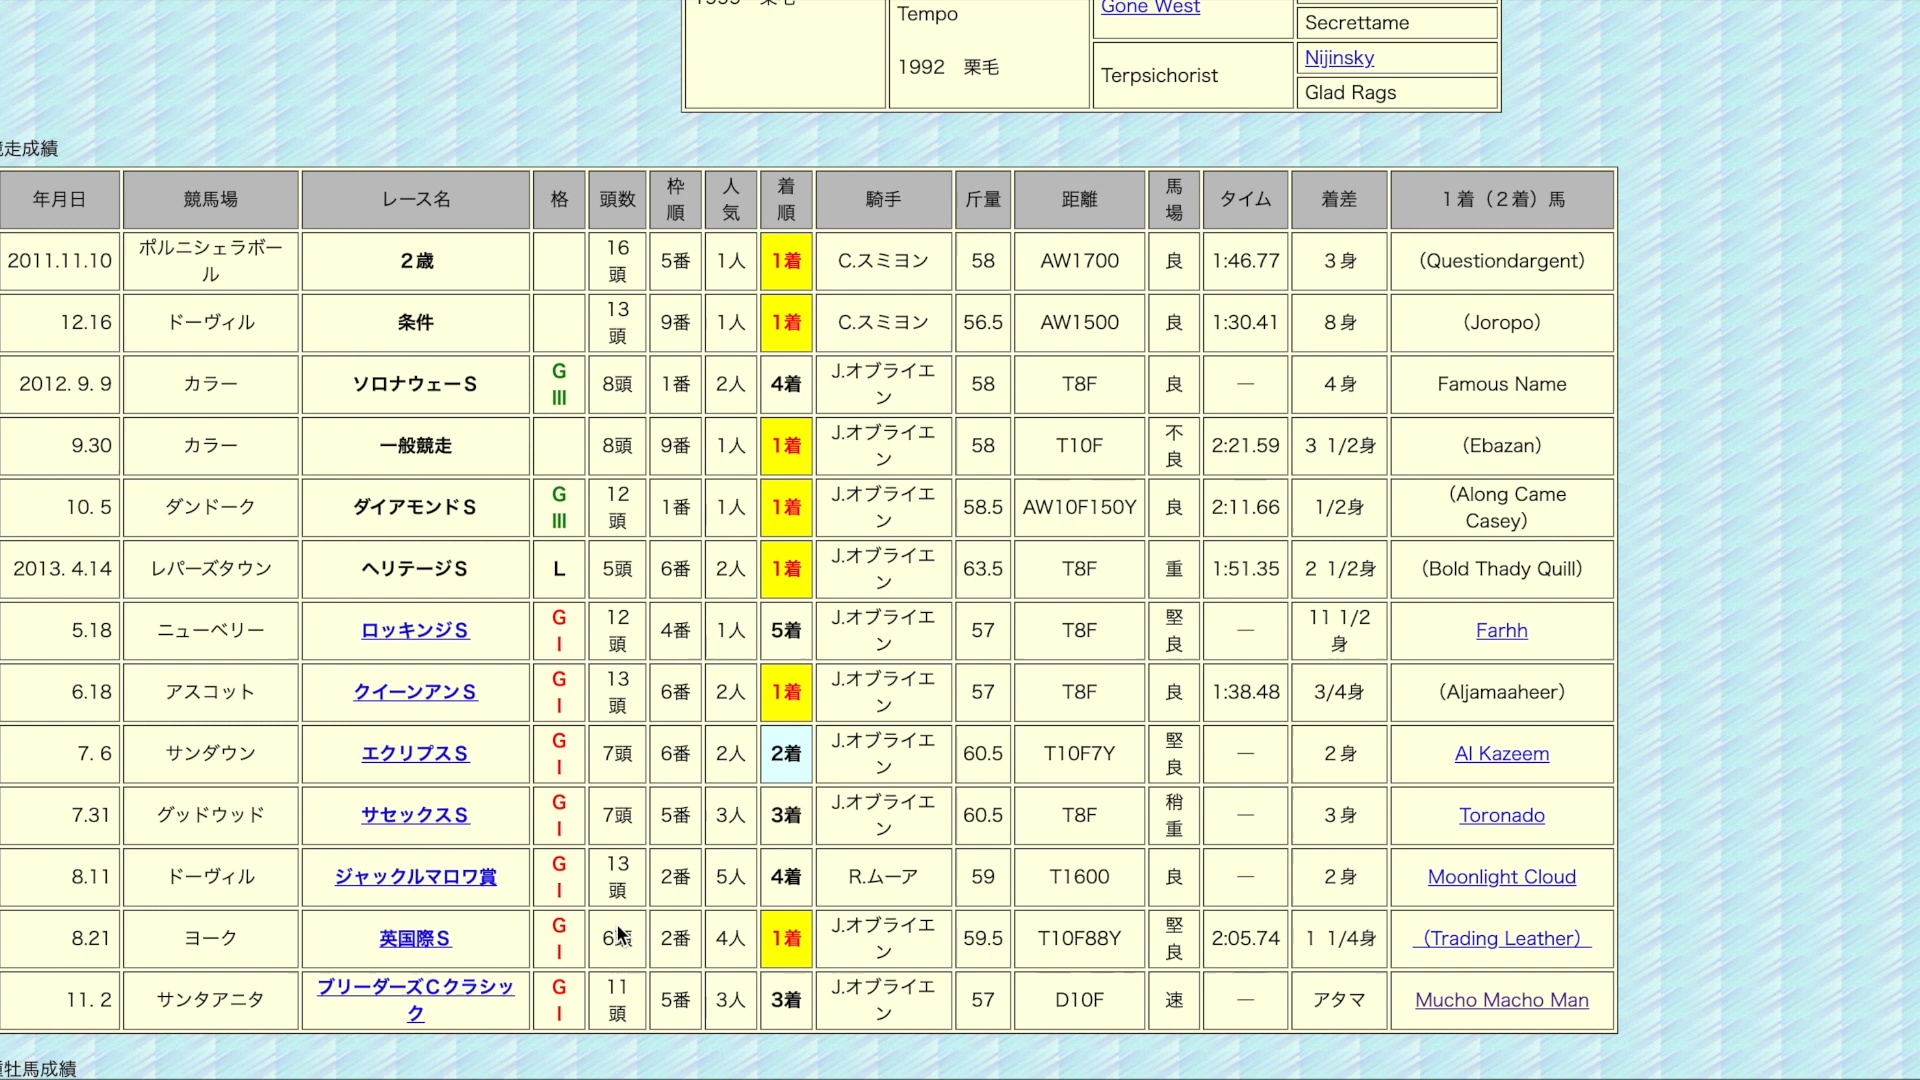 Tempo
Gone West
Secrettame
1992 栗毛
Terpsichorist
Nijinsky
Glad Rags
走成績
年月日 競馬場 レース名 格 頭数 枠順 人気 着順 騎手 斤量 距離 馬場 タイム 着差 1着（2着）馬
2011.11.10 ポルニシェラボール 2歳 16頭 5番 1人 1着 C.スミヨン 58 AW1700 良 1:46.77 3身 （Questiondargent）
12.16 ドーヴィル 条件 13頭 9番 1人 1着 C.スミヨン 56.5 AW1500 良 1:30.41 8身 （Joropo）
2012. 9. 9 カラー ソロナウェーS GIII 8頭 1番 2人 4着 J.オブライエン 58 T8F 良 — 4身 Famous Name
9.30 カラー 一般競走 8頭 9番 1人 1着 J.オブライエン 58 T10F 不良 2:21.59 3 1/2身 （Ebazan）
10. 5 ダンドーク ダイアモンドS GIII 12頭 1番 1人 1着 J.オブライエン 58.5 AW10F150Y 良 2:11.66 1/2身 （Along Came Casey）
2013. 4.14 レパーズタウン ヘリテージS L 5頭 6番 2人 1着 J.オブライエン 63.5 T8F 重 1:51.35 2 1/2身 （Bold Thady Quill）
5.18 ニューベリー ロッキンジS GI 12頭 4番 1人 5着 J.オブライエン 57 T8F 堅良 — 11 1/2身 Farhh
6.18 アスコット クイーンアンS GI 13頭 6番 2人 1着 J.オブライエン 57 T8F 良 1:38.48 3/4身 （Aljamaaheer）
7. 6 サンダウン エクリプスS GI 7頭 6番 2人 2着 J.オブライエン 60.5 T10F7Y 堅良 — 2身 Al Kazeem
7.31 グッドウッド サセックスS GI 7頭 5番 3人 3着 J.オブライエン 60.5 T8F 稍重 — 3身 Toronado
8.11 ドーヴィル ジャックルマロワ賞 GI 13頭 2番 5人 4着 R.ムーア 59 T1600 良 — 2身 Moonlight Cloud
8.21 ヨーク 英国際S GI 6頭 2番 4人 1着 J.オブライエン 59.5 T10F88Y 堅良 2:05.74 1 1/4身 （Trading Leather）
11. 2 サンタアニタ ブリーダーズCクラシック GI 11頭 5番 3人 3着 J.オブライエン 57 D10F 速 — アタマ Mucho Macho Man
牡馬成績